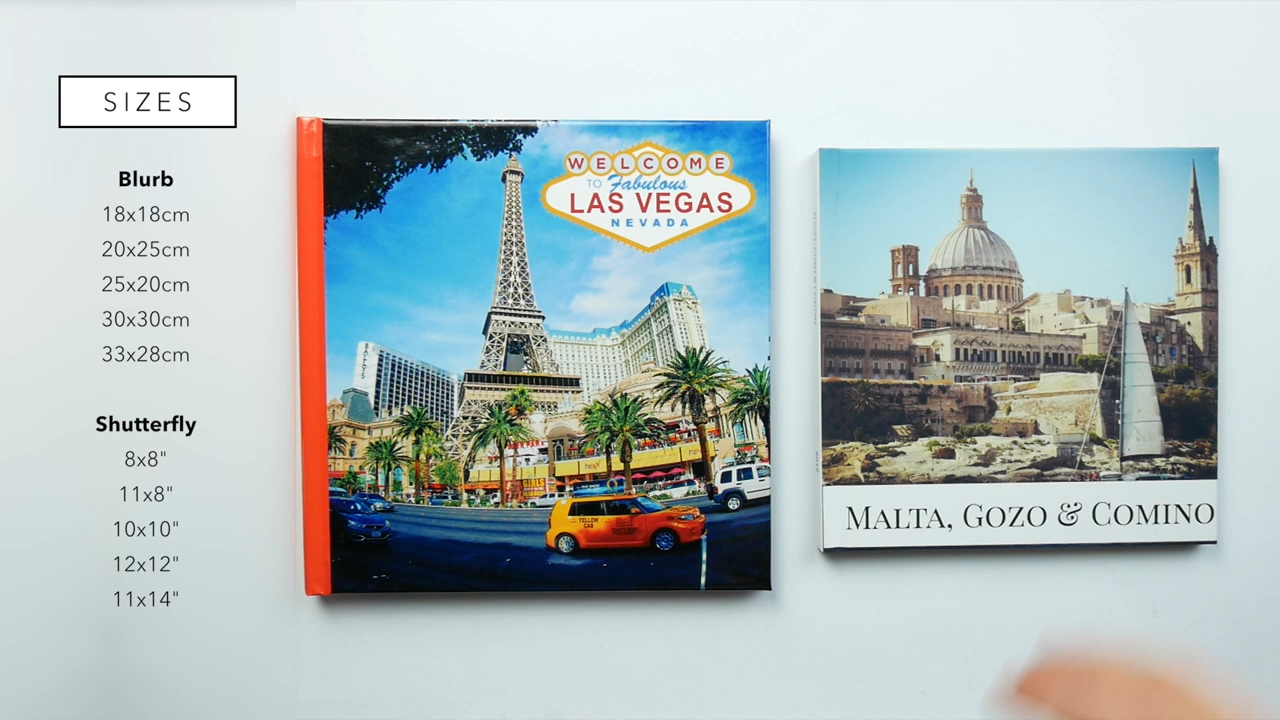 SIZES
Blurb
18x18cm
20x25cm
25x20cm
30x30cm
33x28cm
Shutterfly
8x8"
11x8"
10x10"
12x12"
11x14"
WELCOME
TO Fabulous
LAS VEGAS
NEVADA
BALLYS
YELLOW
CAB
MALTA, GOZO & COMINO